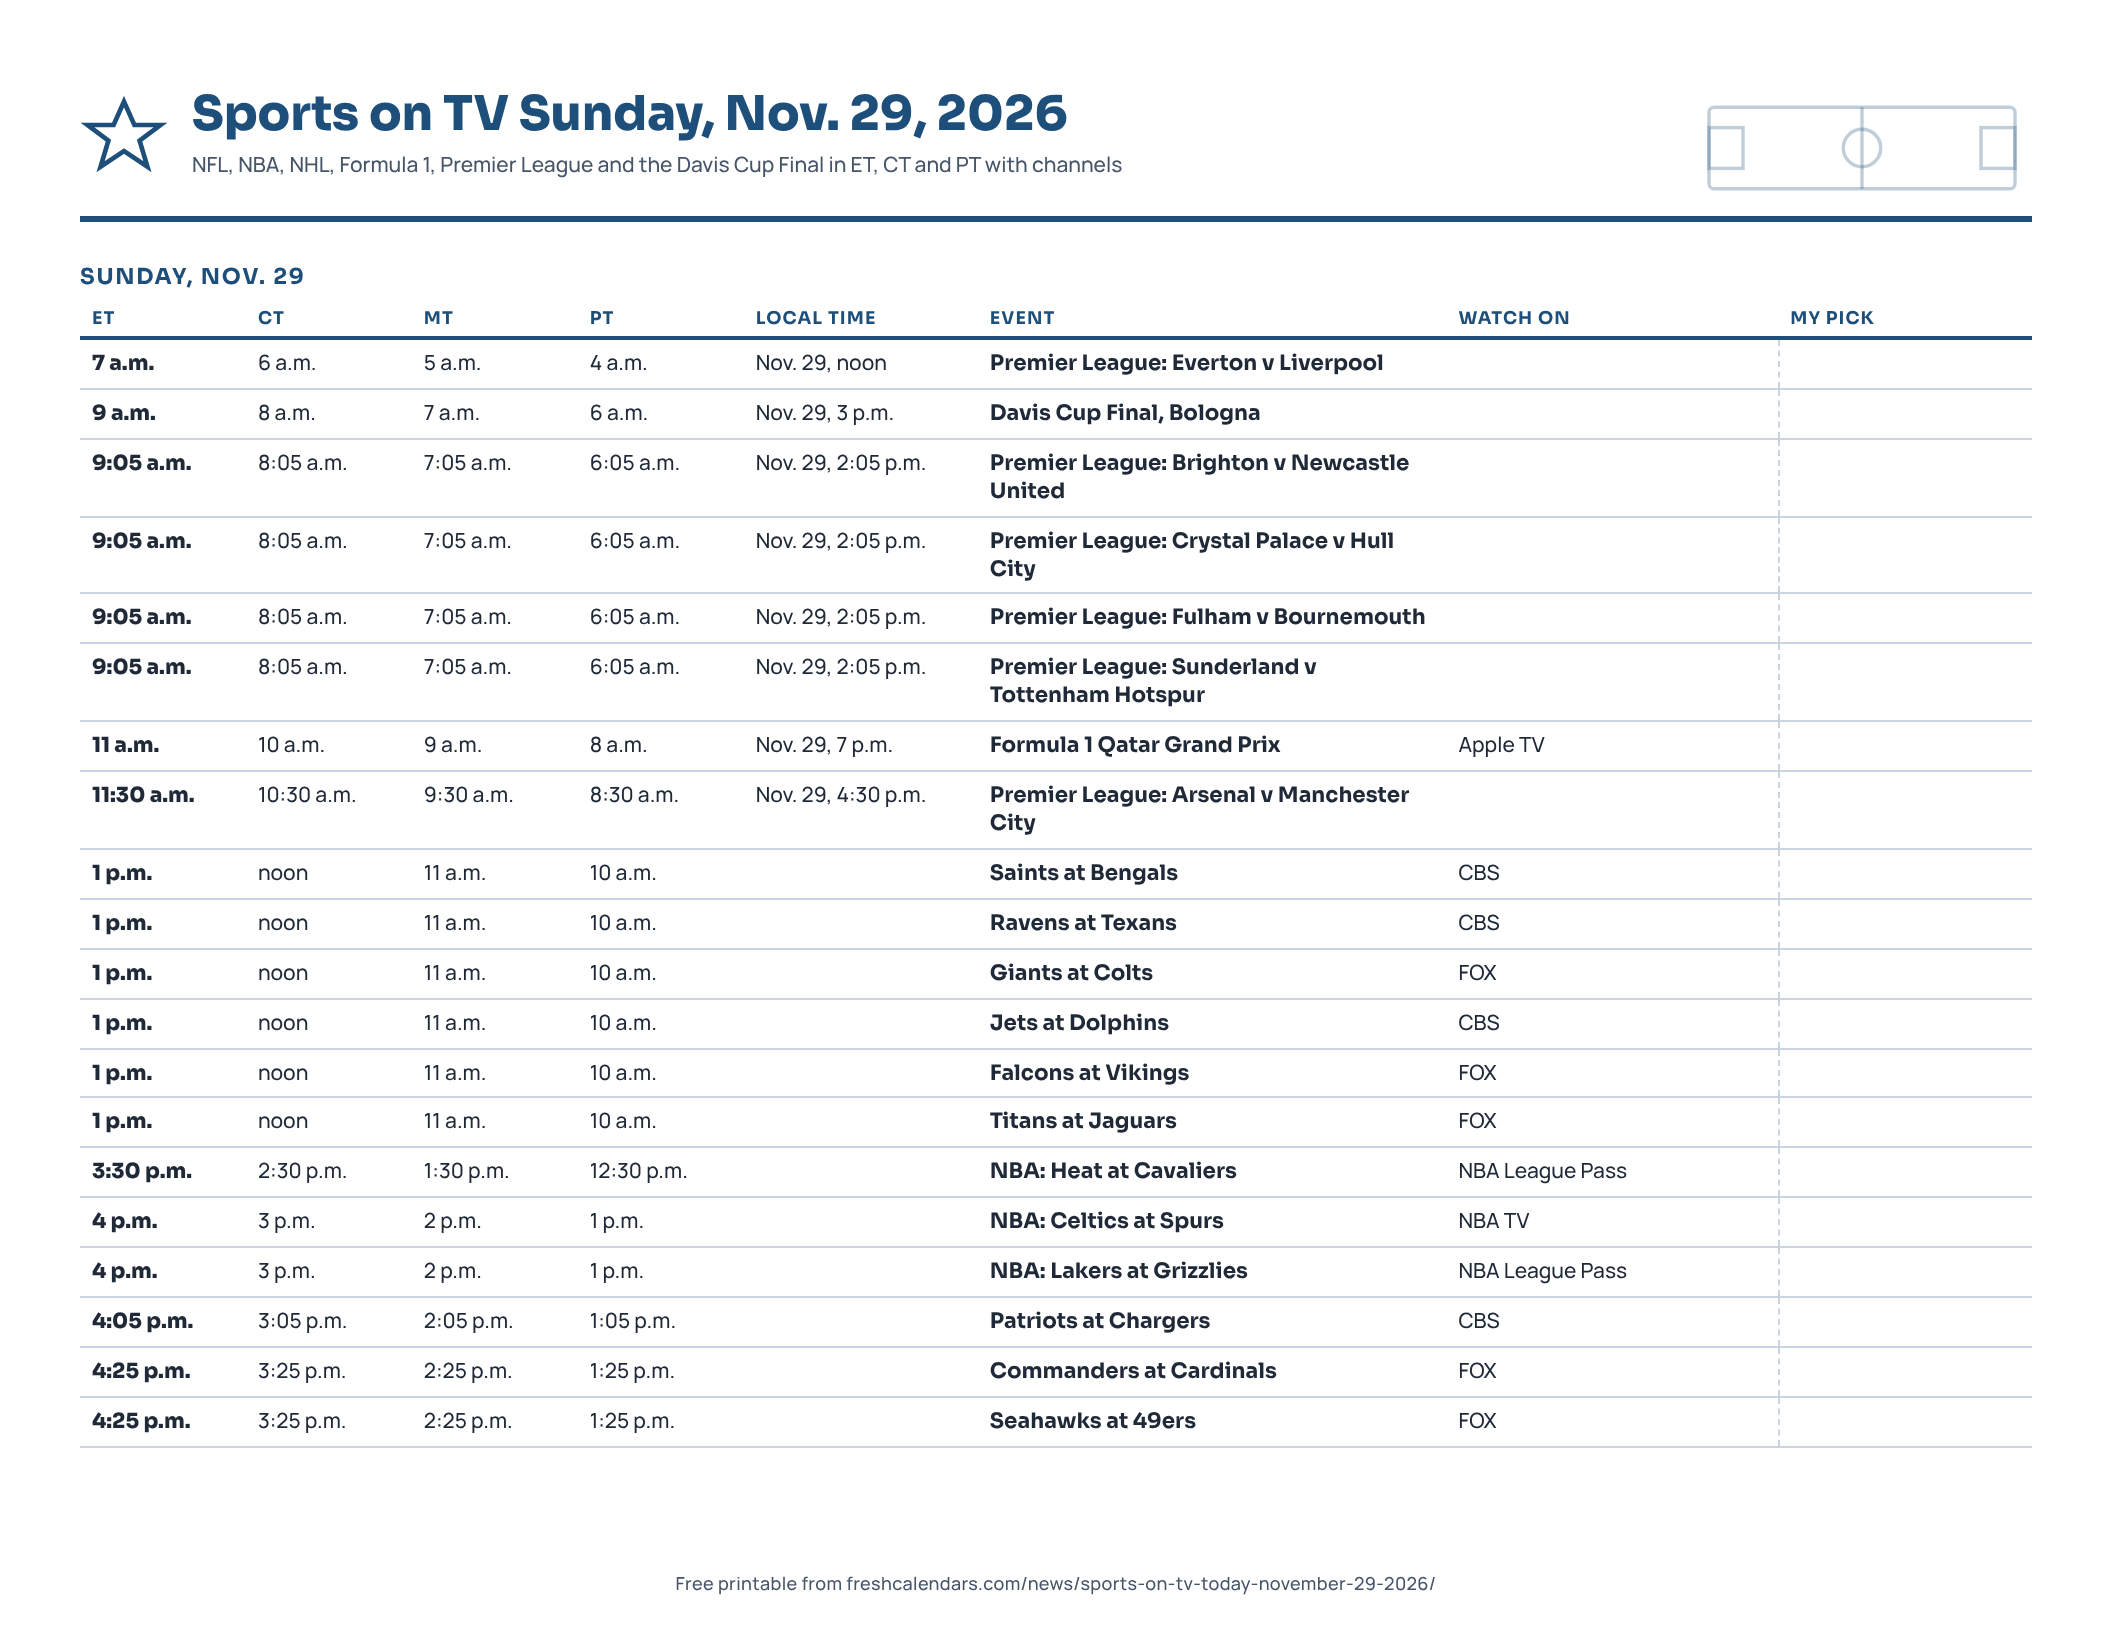 Sports on TV Sunday, Nov. 29, 2026
NFL, NBA, NHL, Formula 1, Premier League and the Davis Cup Final in ET, CT and PT with channels
SUNDAY, NOV. 29
ET CT MT PT LOCAL TIME EVENT WATCH ON MY PICK
7 a.m. 6 a.m. 5 a.m. 4 a.m. Nov. 29, noon Premier League: Everton v Liverpool
9 a.m. 8 a.m. 7 a.m. 6 a.m. Nov. 29, 3 p.m. Davis Cup Final, Bologna
9:05 a.m. 8:05 a.m. 7:05 a.m. 6:05 a.m. Nov. 29, 2:05 p.m. Premier League: Brighton v Newcastle
United
9:05 a.m. 8:05 a.m. 7:05 a.m. 6:05 a.m. Nov. 29, 2:05 p.m. Premier League: Crystal Palace v Hull
City
9:05 a.m. 8:05 a.m. 7:05 a.m. 6:05 a.m. Nov. 29, 2:05 p.m. Premier League: Fulham v Bournemouth
9:05 a.m. 8:05 a.m. 7:05 a.m. 6:05 a.m. Nov. 29, 2:05 p.m. Premier League: Sunderland v
Tottenham Hotspur
11 a.m. 10 a.m. 9 a.m. 8 a.m. Nov. 29, 7 p.m. Formula 1 Qatar Grand Prix Apple TV
11:30 a.m. 10:30 a.m. 9:30 a.m. 8:30 a.m. Nov. 29, 4:30 p.m. Premier League: Arsenal v Manchester
City
1 p.m. noon 11 a.m. 10 a.m. Saints at Bengals CBS
1 p.m. noon 11 a.m. 10 a.m. Ravens at Texans CBS
1 p.m. noon 11 a.m. 10 a.m. Giants at Colts FOX
1 p.m. noon 11 a.m. 10 a.m. Jets at Dolphins CBS
1 p.m. noon 11 a.m. 10 a.m. Falcons at Vikings FOX
1 p.m. noon 11 a.m. 10 a.m. Titans at Jaguars FOX
3:30 p.m. 2:30 p.m. 1:30 p.m. 12:30 p.m. NBA: Heat at Cavaliers NBA League Pass
4 p.m. 3 p.m. 2 p.m. 1 p.m. NBA: Celtics at Spurs NBA TV
4 p.m. 3 p.m. 2 p.m. 1 p.m. NBA: Lakers at Grizzlies NBA League Pass
4:05 p.m. 3:05 p.m. 2:05 p.m. 1:05 p.m. Patriots at Chargers CBS
4:25 p.m. 3:25 p.m. 2:25 p.m. 1:25 p.m. Commanders at Cardinals FOX
4:25 p.m. 3:25 p.m. 2:25 p.m. 1:25 p.m. Seahawks at 49ers FOX
Free printable from freshcalendars.com/news/sports-on-tv-today-november-29-2026/